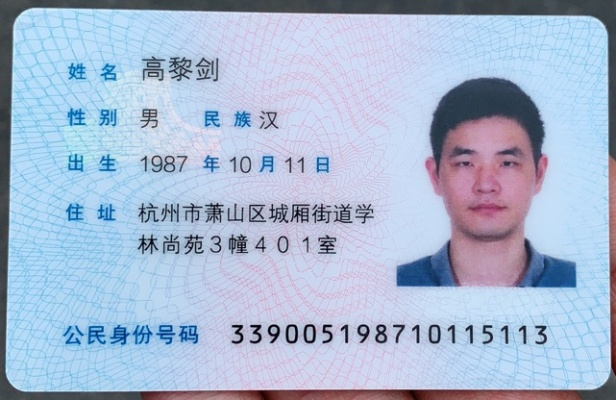 姓名 高黎剑
性别 男 民族 汉
出生 1987 年 10 月 11 日
住址 杭州市萧山区城厢街道学
林尚苑3幢401室
公民身份号码 339005198710115113